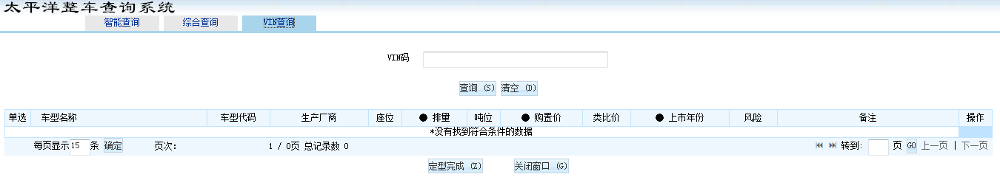 太平洋整车查询系统
智能查询 综合查询 VIN查询
VIN码
查询 (S) 清空 (D)
单选 车型名称 车型代码 生产厂商 座位 ● 排量 吨位 ● 购置价 类比价 ● 上市年份 风险 备注 操作
*没有找到符合条件的数据
每页显示15条 确定 页次: 1 / 0页 总记录数 0 转到: 页 GO 上一页 | 下一页
定型完成 (Z) 关闭窗口 (G)